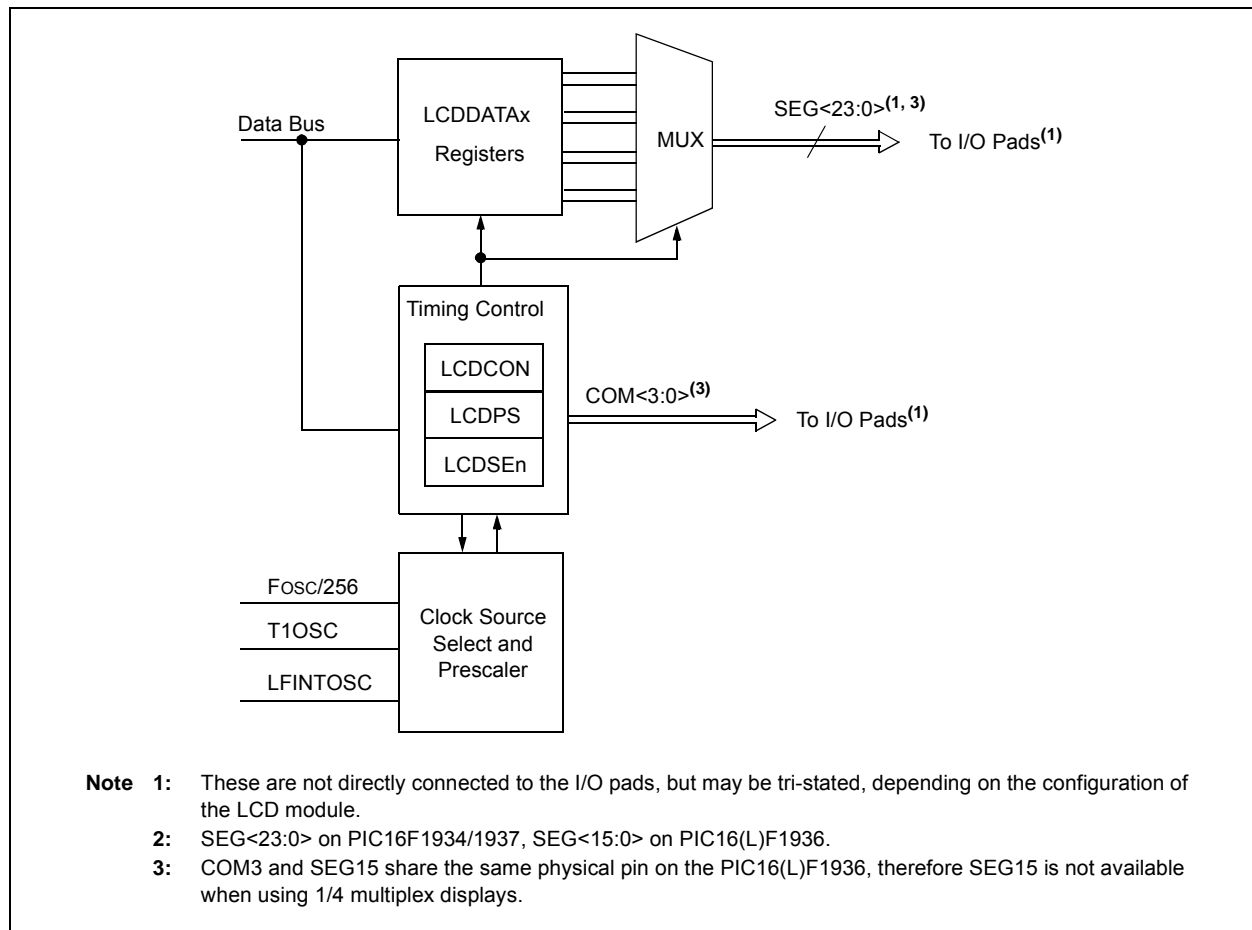 Data Bus
LCDDATAx
Registers
MUX
SEG<23:0>(1, 3)
To I/O Pads(1)
Timing Control
LCDCON
LCDPS
LCDSEn
COM<3:0>(3)
To I/O Pads(1)
FOSC/256
T1OSC
LFINTOSC
Clock Source
Select and
Prescaler
Note 1: These are not directly connected to the I/O pads, but may be tri-stated, depending on the configuration of
the LCD module.
2: SEG<23:0> on PIC16F1934/1937, SEG<15:0> on PIC16(L)F1936.
3: COM3 and SEG15 share the same physical pin on the PIC16(L)F1936, therefore SEG15 is not available
when using 1/4 multiplex displays.